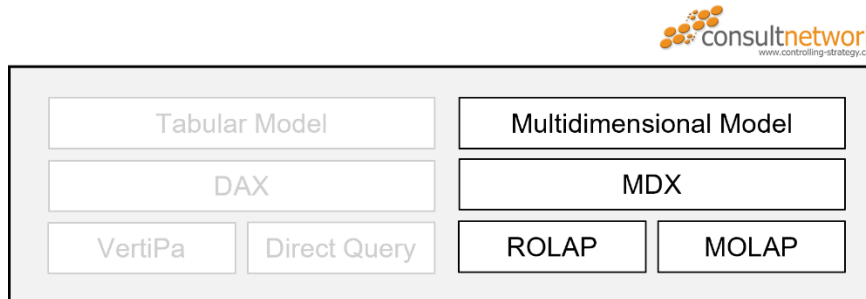 consultnetwor
www.controlling-strategy.c
Tabular Model
Multidimensional Model
DAX
MDX
VertiPa
Direct Query
ROLAP
MOLAP